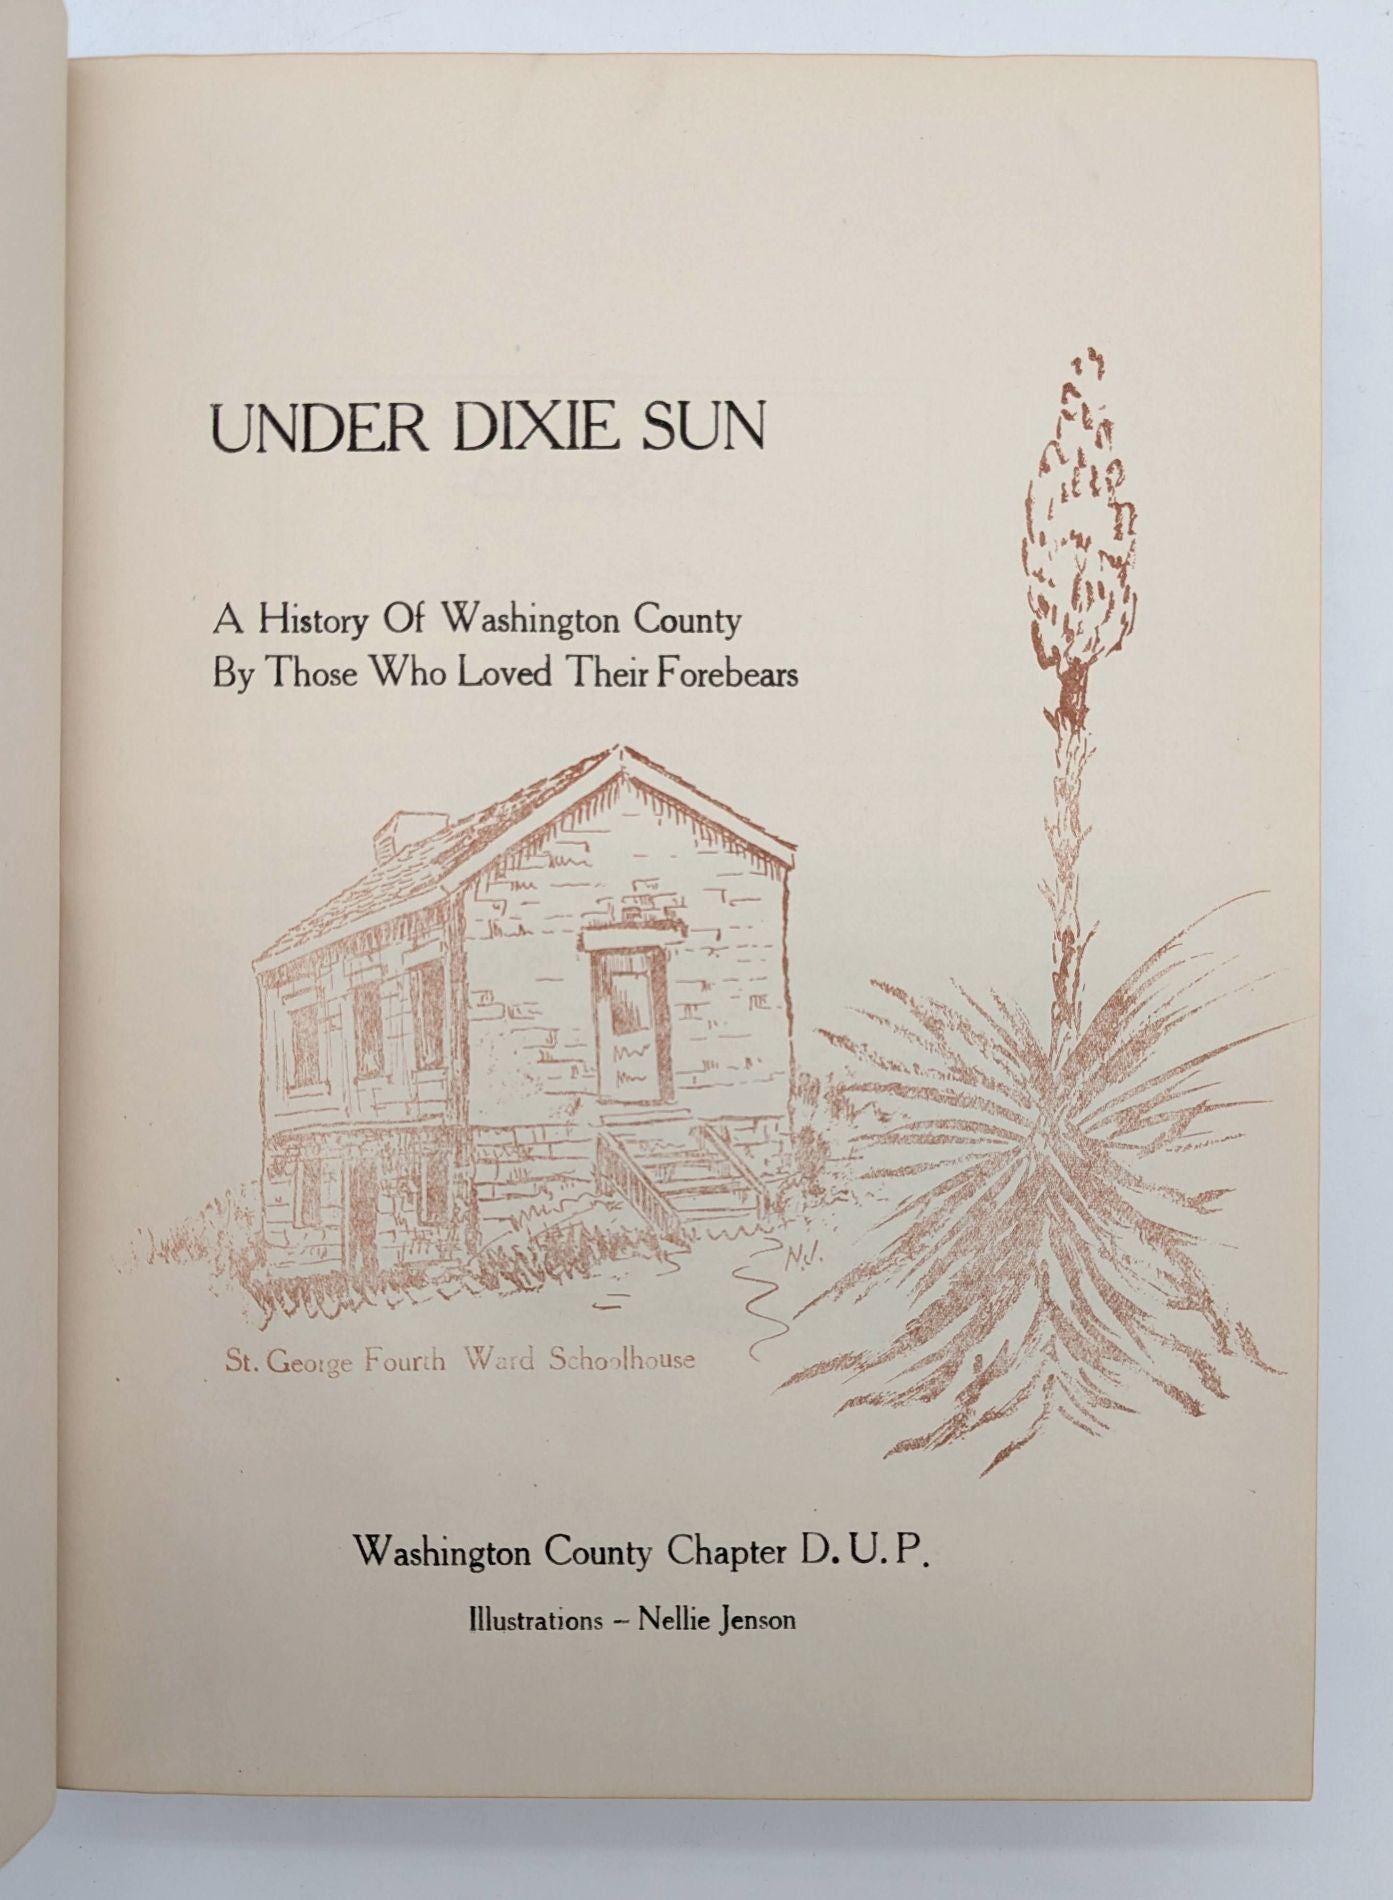 UNDER DIXIE SUN
A History Of Washington County
By Those Who Loved Their Forebears
N.J.
St. George Fourth Ward Schoolhouse
Washington County Chapter D. U. P.
Illustrations – Nellie Jenson